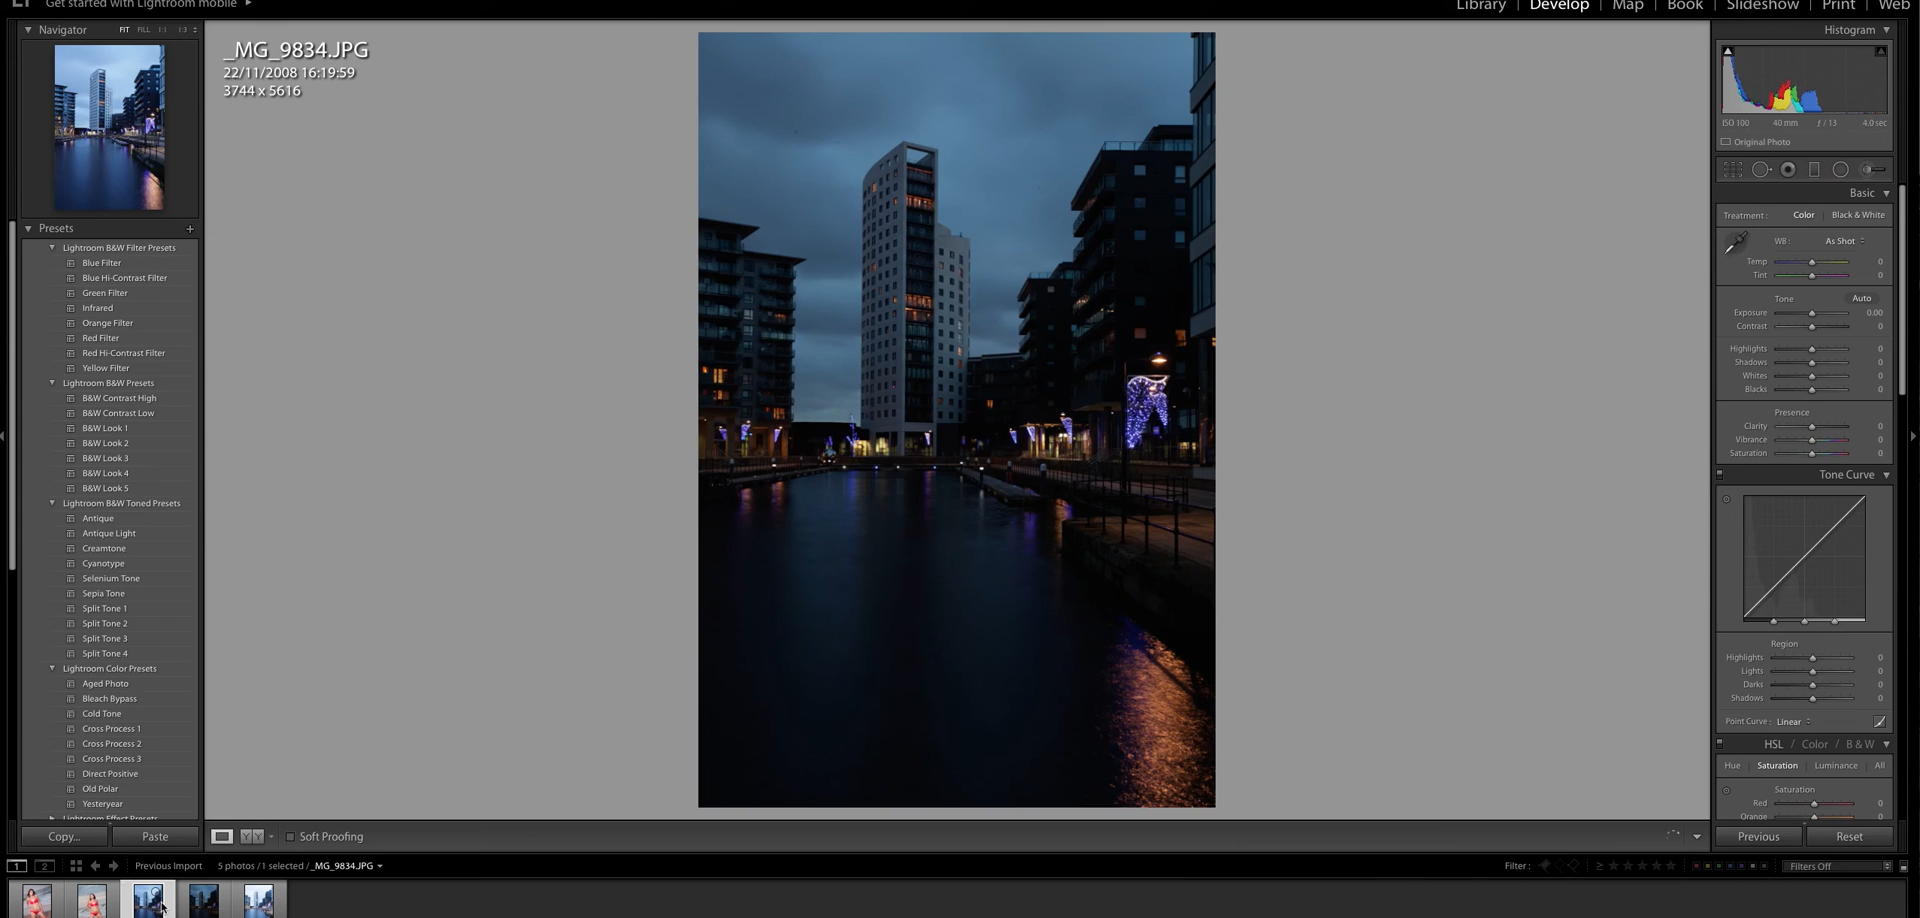 Get started with Lightroom mobile
Library | Develop | Map | Book | Slideshow | Print | Web
Navigator FIT FILL 1:1 1:3
Presets +
Lightroom B&W Filter Presets
Blue Filter
Blue Hi-Contrast Filter
Green Filter
Infrared
Orange Filter
Red Filter
Red Hi-Contrast Filter
Yellow Filter
Lightroom B&W Presets
B&W Contrast High
B&W Contrast Low
B&W Look 1
B&W Look 2
B&W Look 3
B&W Look 4
B&W Look 5
Lightroom B&W Toned Presets
Antique
Antique Light
Creamtone
Cyanotype
Selenium Tone
Sepia Tone
Split Tone 1
Split Tone 2
Split Tone 3
Split Tone 4
Lightroom Color Presets
Aged Photo
Bleach Bypass
Cold Tone
Cross Process 1
Cross Process 2
Cross Process 3
Direct Positive
Old Polar
Yesteryear
Lightroom Effect Presets
Copy... Paste
_MG_9834.JPG
22/11/2008 16:19:59
3744 x 5616
Histogram
ISO 100 40 mm ƒ / 13 4.0 sec
Original Photo
Basic
Treatment : Color Black & White
WB : As Shot
Temp 0
Tint 0
Tone Auto
Exposure 0.00
Contrast 0
Highlights 0
Shadows 0
Whites 0
Blacks 0
Presence
Clarity 0
Vibrance 0
Saturation 0
Tone Curve
Region
Highlights 0
Lights 0
Darks 0
Shadows 0
Point Curve : Linear
HSL / Color / B & W
Hue Saturation Luminance All
Saturation
Red 0
Orange 0
Previous Reset
YY Soft Proofing
1 2 Previous Import 5 photos / 1 selected / _MG_9834.JPG Filter : ≥ Filters Off